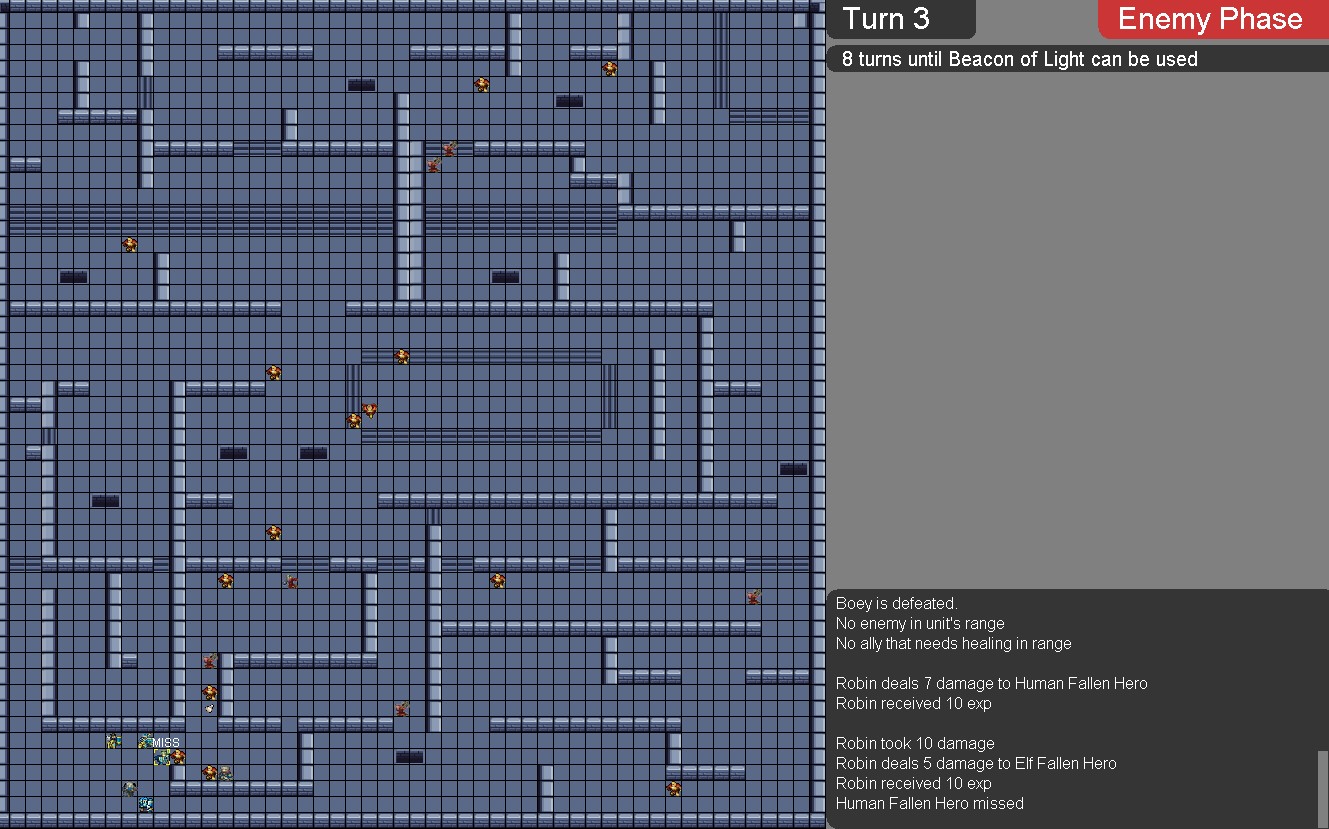 Turn 3
Enemy Phase
8 turns until Beacon of Light can be used
MISS
Boey is defeated.
No enemy in unit's range
No ally that needs healing in range
Robin deals 7 damage to Human Fallen Hero
Robin received 10 exp
Robin took 10 damage
Robin deals 5 damage to Elf Fallen Hero
Robin received 10 exp
Human Fallen Hero missed